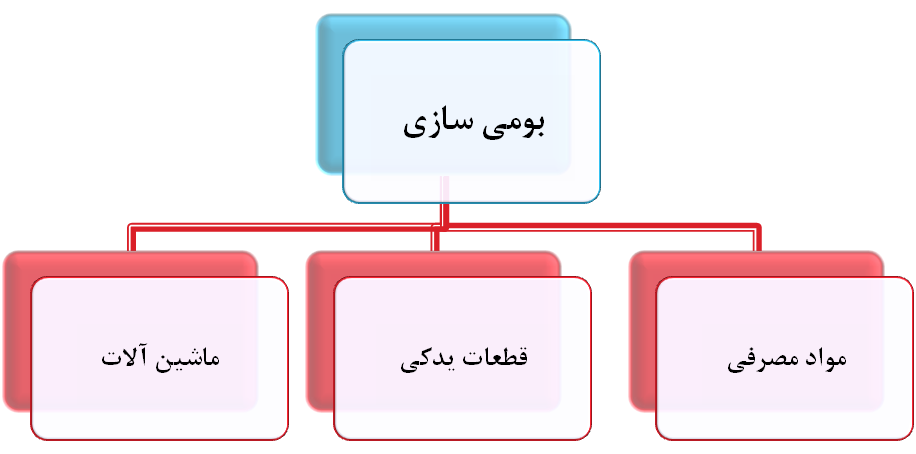 بومی سازی
مواد مصرفی
قطعات یدکی
ماشین آلات